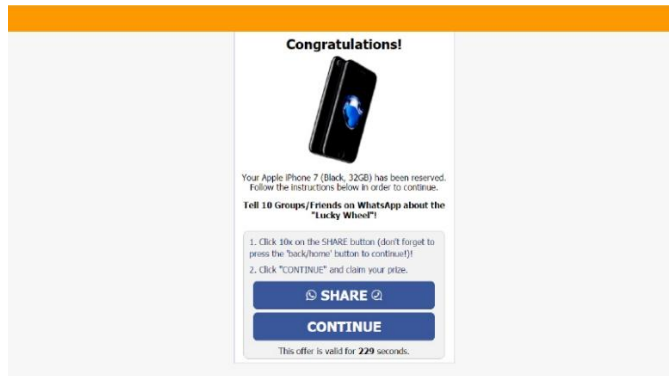 Congratulations!
Your Apple iPhone 7 (Black, 32GB) has been reserved.
Follow the instructions below in order to continue.
Tell 10 Groups/Friends on WhatsApp about the
"Lucky Wheel"!
1. Click 10x on the SHARE button (don't forget to
press the 'back/home' button to continue!)!
2. Click "CONTINUE" and claim your prize.
SHARE
CONTINUE
This offer is valid for 229 seconds.